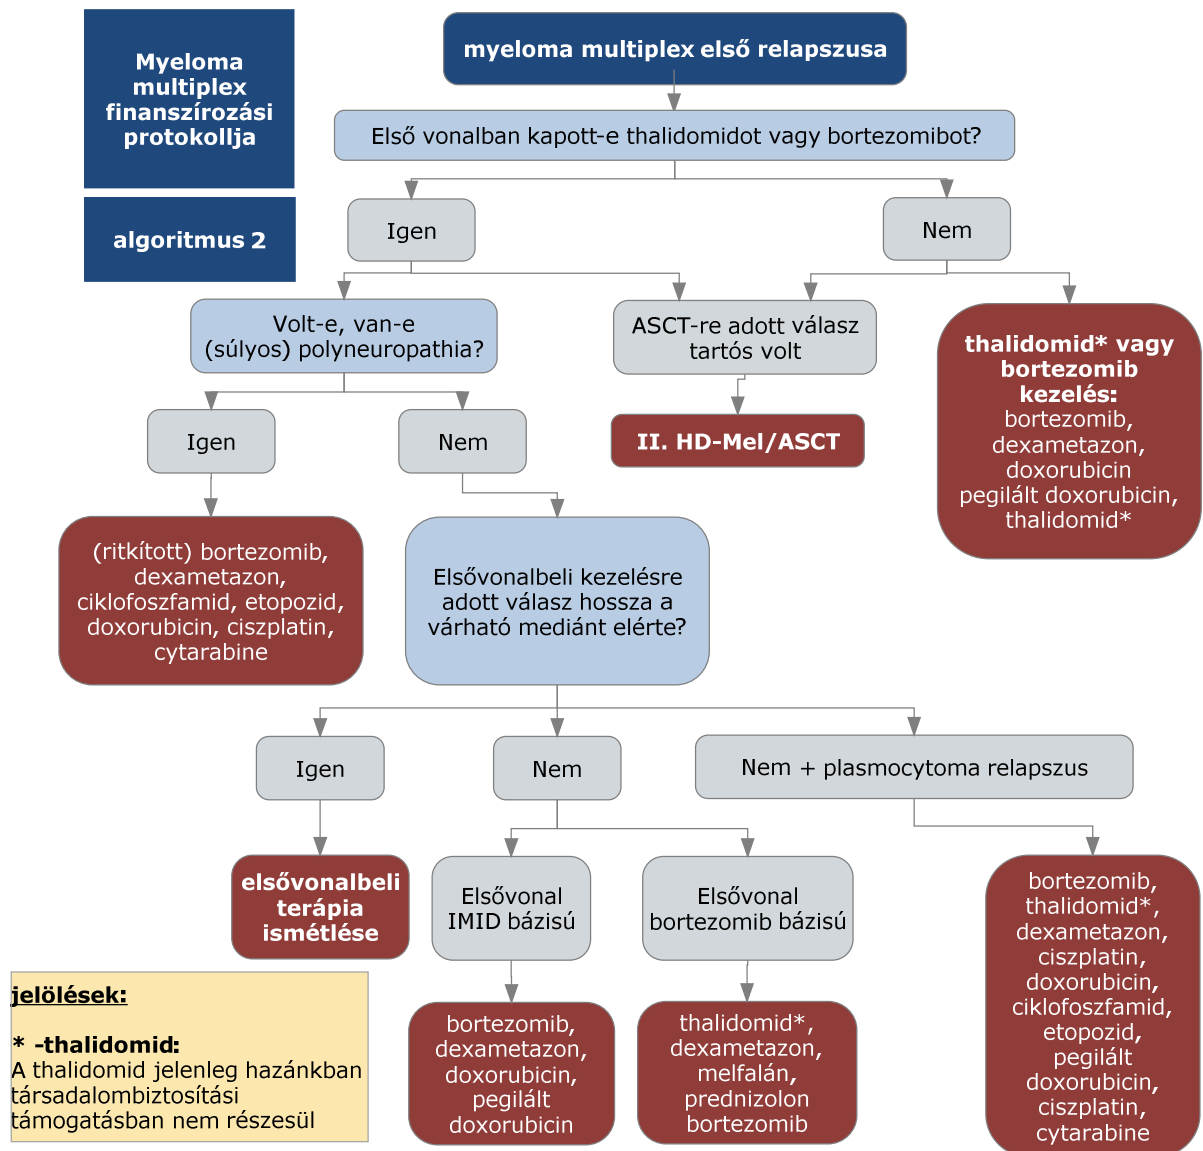 Myeloma
multiplex
finanszírozási
protokollja
algoritmus 2
myeloma multiplex első relapszusa
Első vonalban kapott-e thalidomidot vagy bortezomibot?
Igen
Nem
Volt-e, van-e
(súlyos) polyneuropathia?
ASCT-re adott válasz
tartós volt
thalidomid* vagy
bortezomib
kezelés:
bortezomib,
dexametazon,
doxorubicin
pegilált doxorubicin,
thalidomid*
Igen
Nem
II. HD-Mel/ASCT
(ritkított) bortezomib,
dexametazon,
ciklofoszfamid, etopozid,
doxorubicin, ciszplatin,
cytarabine
Elsővonalbeli kezelésre
adott válasz hossza a
várható mediánt elérte?
Igen
Nem
Nem + plasmocytoma relapszus
elsővonalbeli
terápia
ismétlése
Elsővonal
IMID bázisú
Elsővonal
bortezomib bázisú
bortezomib,
dexametazon,
doxorubicin,
pegilált
doxorubicin
thalidomid*,
dexametazon,
melfalán,
prednizolon
bortezomib
bortezomib,
thalidomid*,
dexametazon,
ciszplatin,
doxorubicin,
ciklofoszfamid,
etopozid,
pegilált
doxorubicin,
ciszplatin,
cytarabine
jelölések:
* -thalidomid:
A thalidomid jelenleg hazánkban
társadalombiztosítási
támogatásban nem részesül